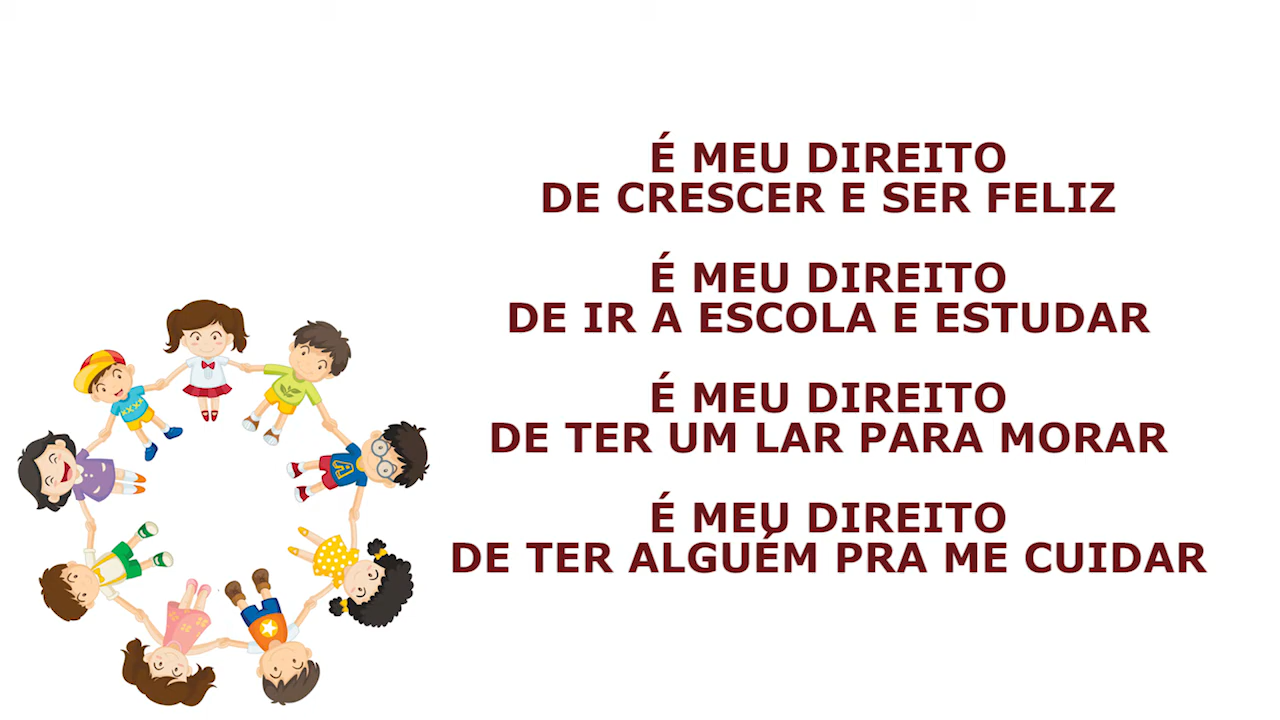 É MEU DIREITO
DE CRESCER E SER FELIZ
É MEU DIREITO
DE IR A ESCOLA E ESTUDAR
É MEU DIREITO
DE TER UM LAR PARA MORAR
É MEU DIREITO
DE TER ALGUÉM PRA ME CUIDAR